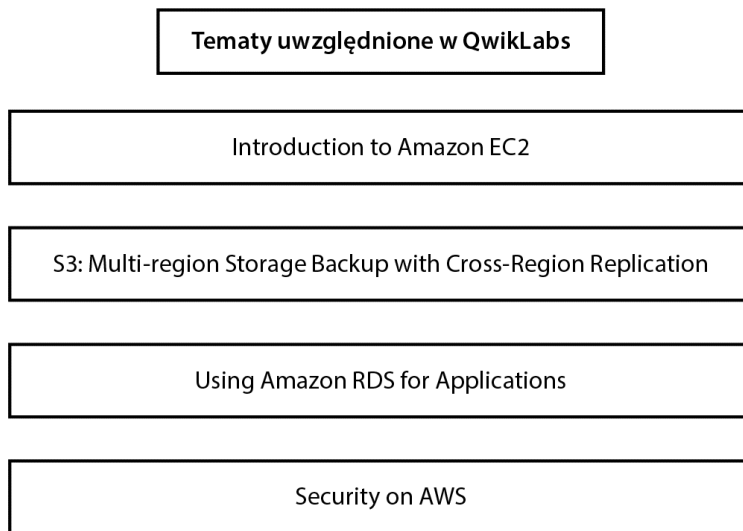 Tematy uwzględnione w QwikLabs
Introduction to Amazon EC2
S3: Multi-region Storage Backup with Cross-Region Replication
Using Amazon RDS for Applications
Security on AWS